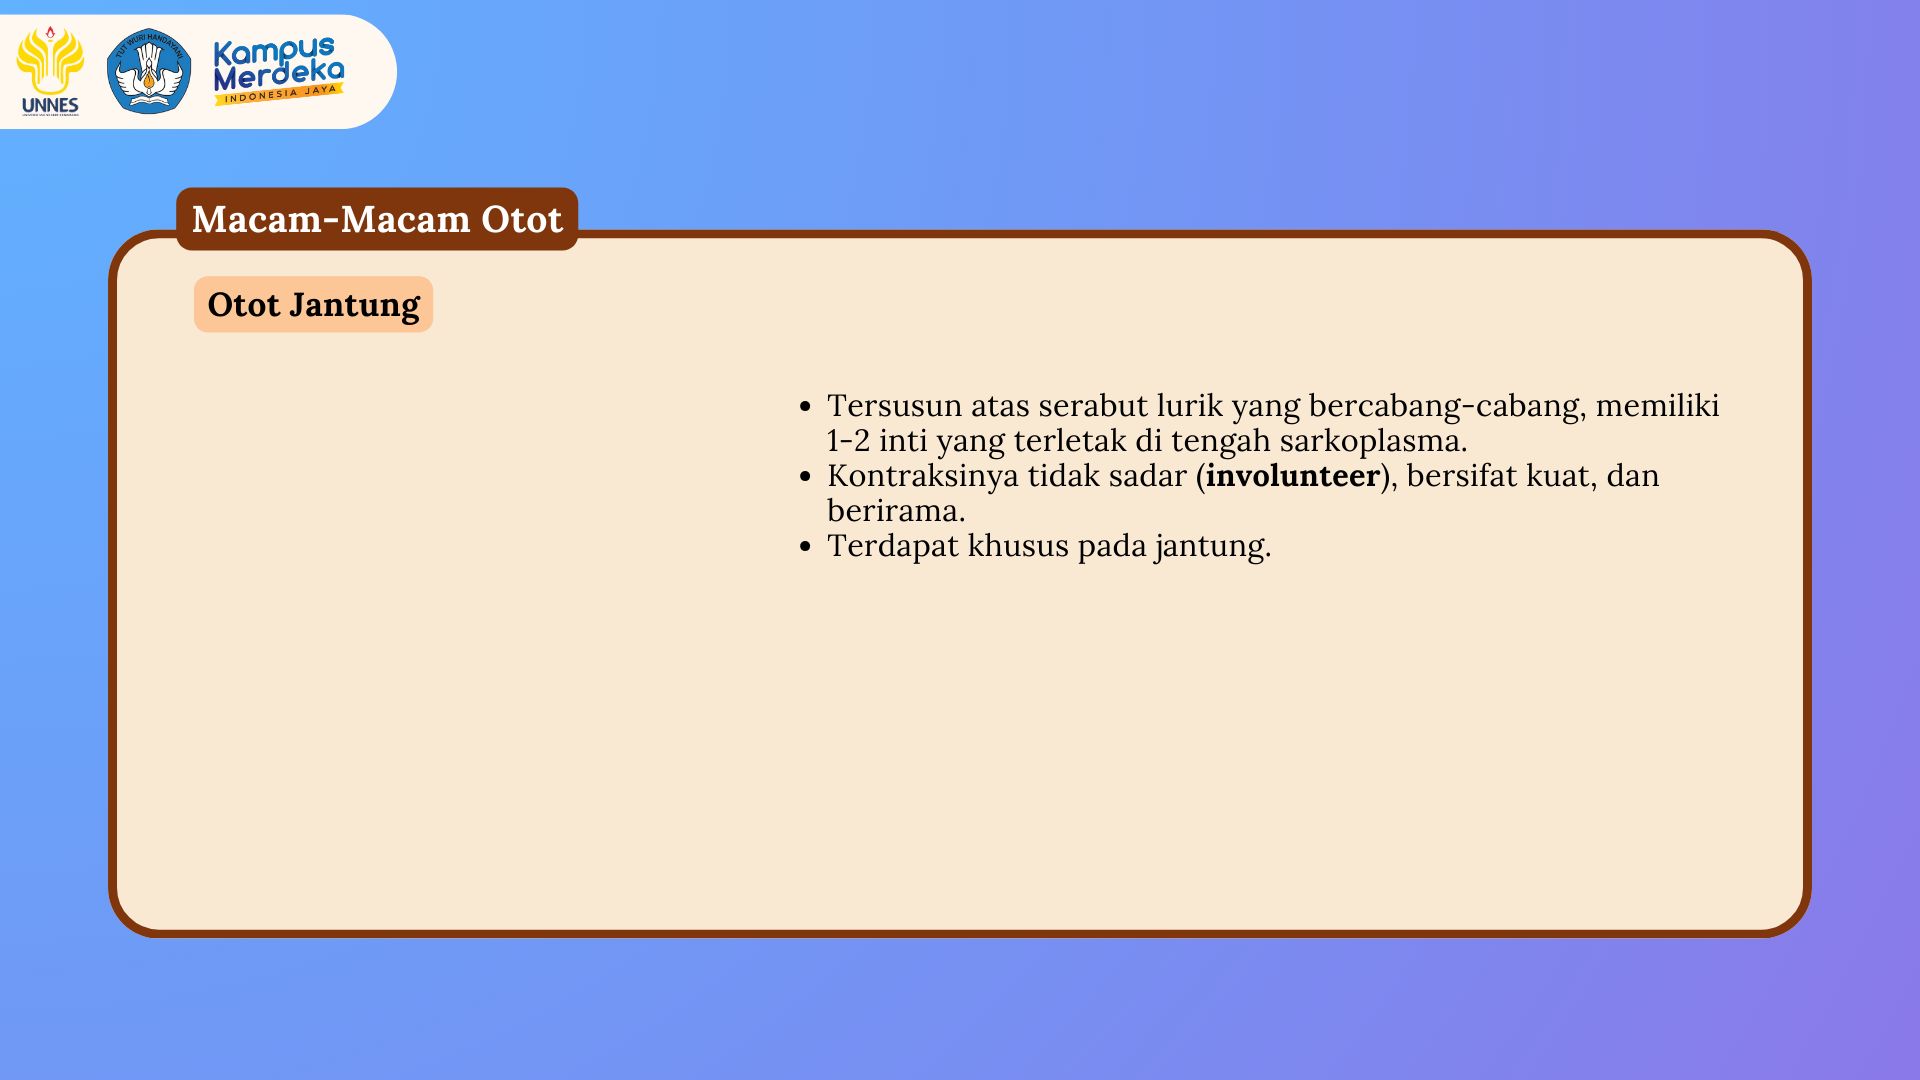 UNNES
TUT WURI HANDAYANI
Kampus
Merdeka
INDONESIA JAYA
Macam-Macam Otot
Otot Jantung
• Tersusun atas serabut lurik yang bercabang-cabang, memiliki
1-2 inti yang terletak di tengah sarkoplasma.
• Kontraksinya tidak sadar (involunteer), bersifat kuat, dan
berirama.
• Terdapat khusus pada jantung.